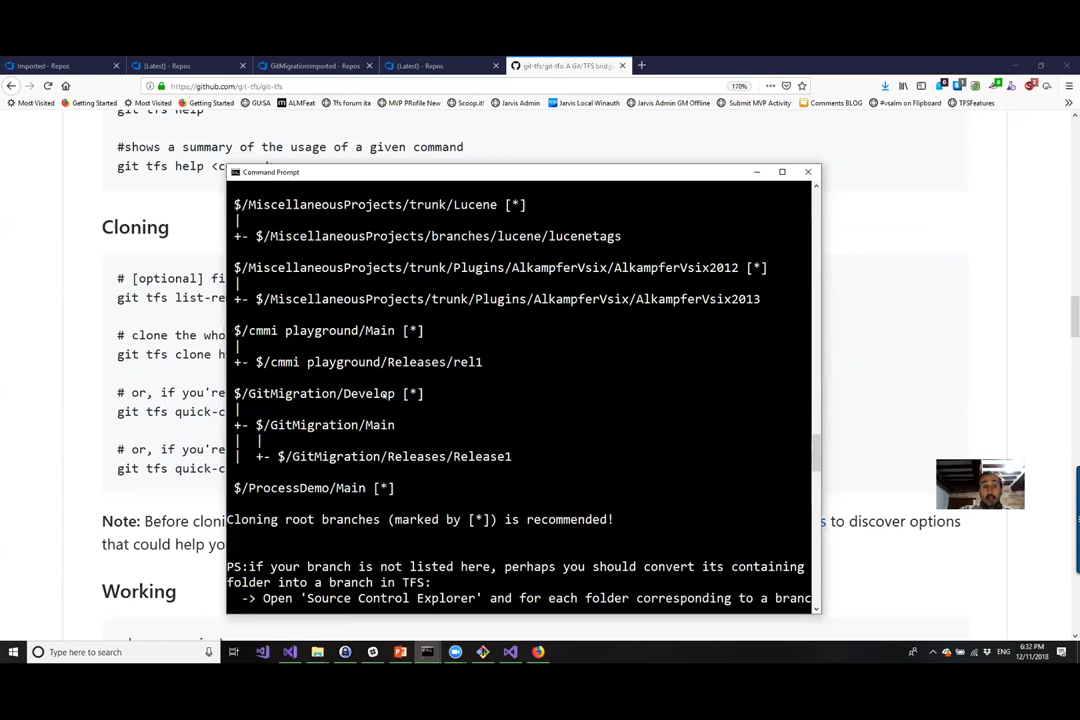 Imported - Repos
(Latest) - Repos
GitMigrationImported - Repos
(Latest) - Repos
git-tfs/git-tfs: A Git/TFS bridge
https://github.com/git-tfs/git-tfs
170%
Most Visited
Getting Started
Most Visited
Getting Started
GUISA
ALMFeat
Tfs forum ita
MVP PRofile New
Scoop.it!
Jarvis Admin
Jarvis Local Winauth
Jarvis Admin GM Offline
Submit MVP Activity
Comments BLOG
#vsalm on Flipboard
TFSFeatures
git tfs help
#shows a summary of the usage of a given command
git tfs help <c
Cloning
# [optional] fi
git tfs list-re
# clone the who
git tfs clone h
# or, if you're
git tfs quick-c
# or, if you're
git tfs quick-c
Note: Before cloni
s to discover options
that could help yo
Working
Command Prompt
$/MiscellaneousProjects/trunk/Lucene [*]
|
+- $/MiscellaneousProjects/branches/lucene/lucenetags
$/MiscellaneousProjects/trunk/Plugins/AlkampferVsix/AlkampferVsix2012 [*]
|
+- $/MiscellaneousProjects/trunk/Plugins/AlkampferVsix/AlkampferVsix2013
$/cmmi playground/Main [*]
|
+- $/cmmi playground/Releases/rel1
$/GitMigration/Develop [*]
|
+- $/GitMigration/Main
| |
| +- $/GitMigration/Releases/Release1
$/ProcessDemo/Main [*]
Cloning root branches (marked by [*]) is recommended!
PS:if your branch is not listed here, perhaps you should convert its containing
folder into a branch in TFS:
-> Open 'Source Control Explorer' and for each folder corresponding to a branc
Type here to search
ENG
6:32 PM
12/11/2018